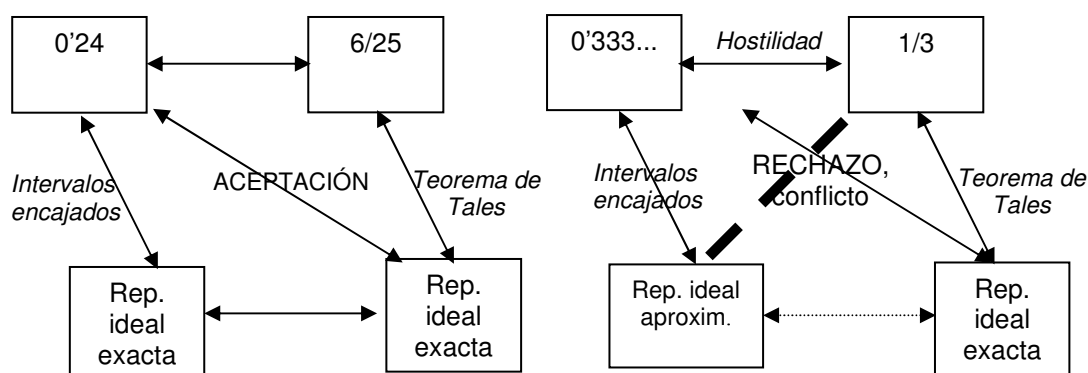 0'24
6/25
Intervalos
encajados
ACEPTACIÓN
Teorema de
Tales
Rep.
ideal
exacta
Rep.
ideal
exacta
0'333...
Hostilidad
1/3
Intervalos
encajados
RECHAZO,
conflicto
Teorema de
Tales
Rep. ideal
aproxim.
Rep.
ideal
exacta